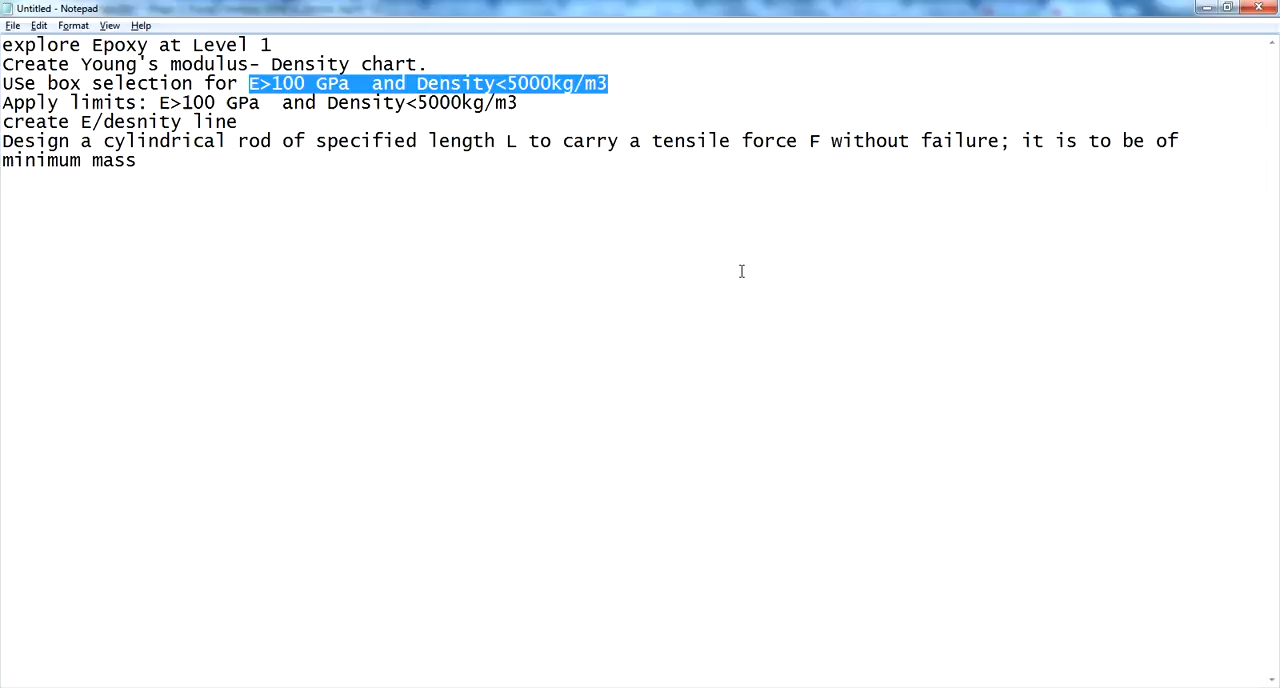 Untitled - Notepad
File Edit Format View Help
explore Epoxy at Level 1
Create Young's modulus- Density chart.
USe box selection for E>100 GPa  and Density<5000kg/m3
Apply limits: E>100 GPa  and Density<5000kg/m3
create E/desnity line
Design a cylindrical rod of specified length L to carry a tensile force F without failure; it is to be of
minimum mass